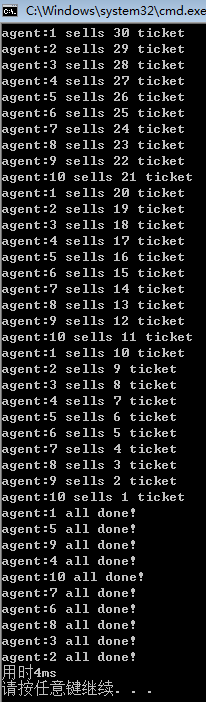 C:\Windows\system32\cmd.exe
agent:1 sells 30 ticket
agent:2 sells 29 ticket
agent:3 sells 28 ticket
agent:4 sells 27 ticket
agent:5 sells 26 ticket
agent:6 sells 25 ticket
agent:7 sells 24 ticket
agent:8 sells 23 ticket
agent:9 sells 22 ticket
agent:10 sells 21 ticket
agent:1 sells 20 ticket
agent:2 sells 19 ticket
agent:3 sells 18 ticket
agent:4 sells 17 ticket
agent:5 sells 16 ticket
agent:6 sells 15 ticket
agent:7 sells 14 ticket
agent:8 sells 13 ticket
agent:9 sells 12 ticket
agent:10 sells 11 ticket
agent:1 sells 10 ticket
agent:2 sells 9 ticket
agent:3 sells 8 ticket
agent:4 sells 7 ticket
agent:5 sells 6 ticket
agent:6 sells 5 ticket
agent:7 sells 4 ticket
agent:8 sells 3 ticket
agent:9 sells 2 ticket
agent:10 sells 1 ticket
agent:1 all done!
agent:5 all done!
agent:9 all done!
agent:4 all done!
agent:10 all done!
agent:7 all done!
agent:6 all done!
agent:8 all done!
agent:3 all done!
agent:2 all done!
用时4ms
请按任意键继续. . .